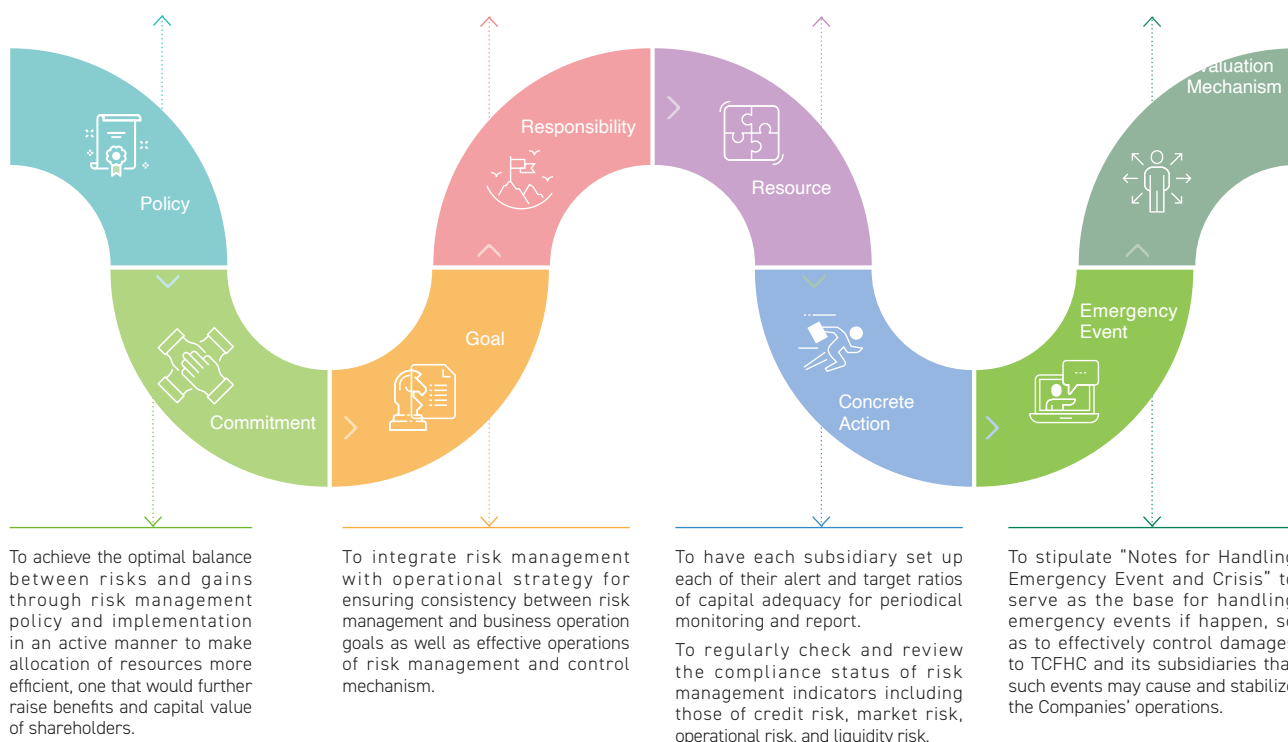 Policy
Commitment
Goal
Responsibility
Resource
Concrete
Action
Emergency
Event
Mechanism
To achieve the optimal balance
between risks and gains
through risk management
policy and implementation
in an active manner to make
allocation of resources more
efficient, one that would further
raise benefits and capital value
of shareholders.
To integrate risk management
with operational strategy for
ensuring consistency between risk
management and business operation
goals as well as effective operations
of risk management and control
mechanism.
To have each subsidiary set up
each of their alert and target ratios
of capital adequacy for periodical
monitoring and report.
To regularly check and review
the compliance status of risk
management indicators including
those of credit risk, market risk,
operational risk, and liquidity risk.
To stipulate “Notes for Handling
Emergency Event and Crisis”
serve as the base for handling
emergency events if happen,
as to effectively control
to TCFHC and its subsidiaries
such events may cause and
the Companies’ operations.